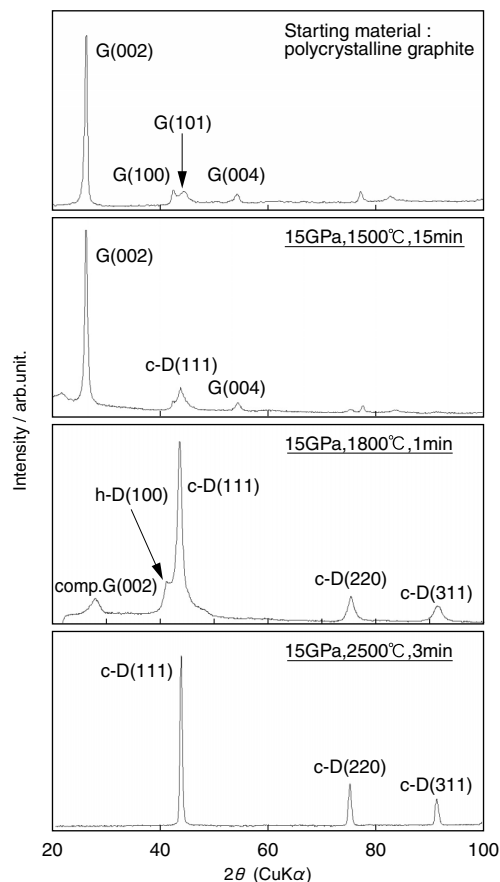 Starting material :
polycrystalline graphite
G(002)
G(101)
G(100)
G(004)
15GPa,1500℃,15min
G(002)
c-D(111)
G(004)
15GPa,1800℃,1min
h-D(100)
c-D(111)
comp.G(002)
c-D(220)
c-D(311)
15GPa,2500℃,3min
c-D(111)
c-D(220)
c-D(311)
20 40 60 80 100
2θ (CuKα)
Intensity / arb.unit.